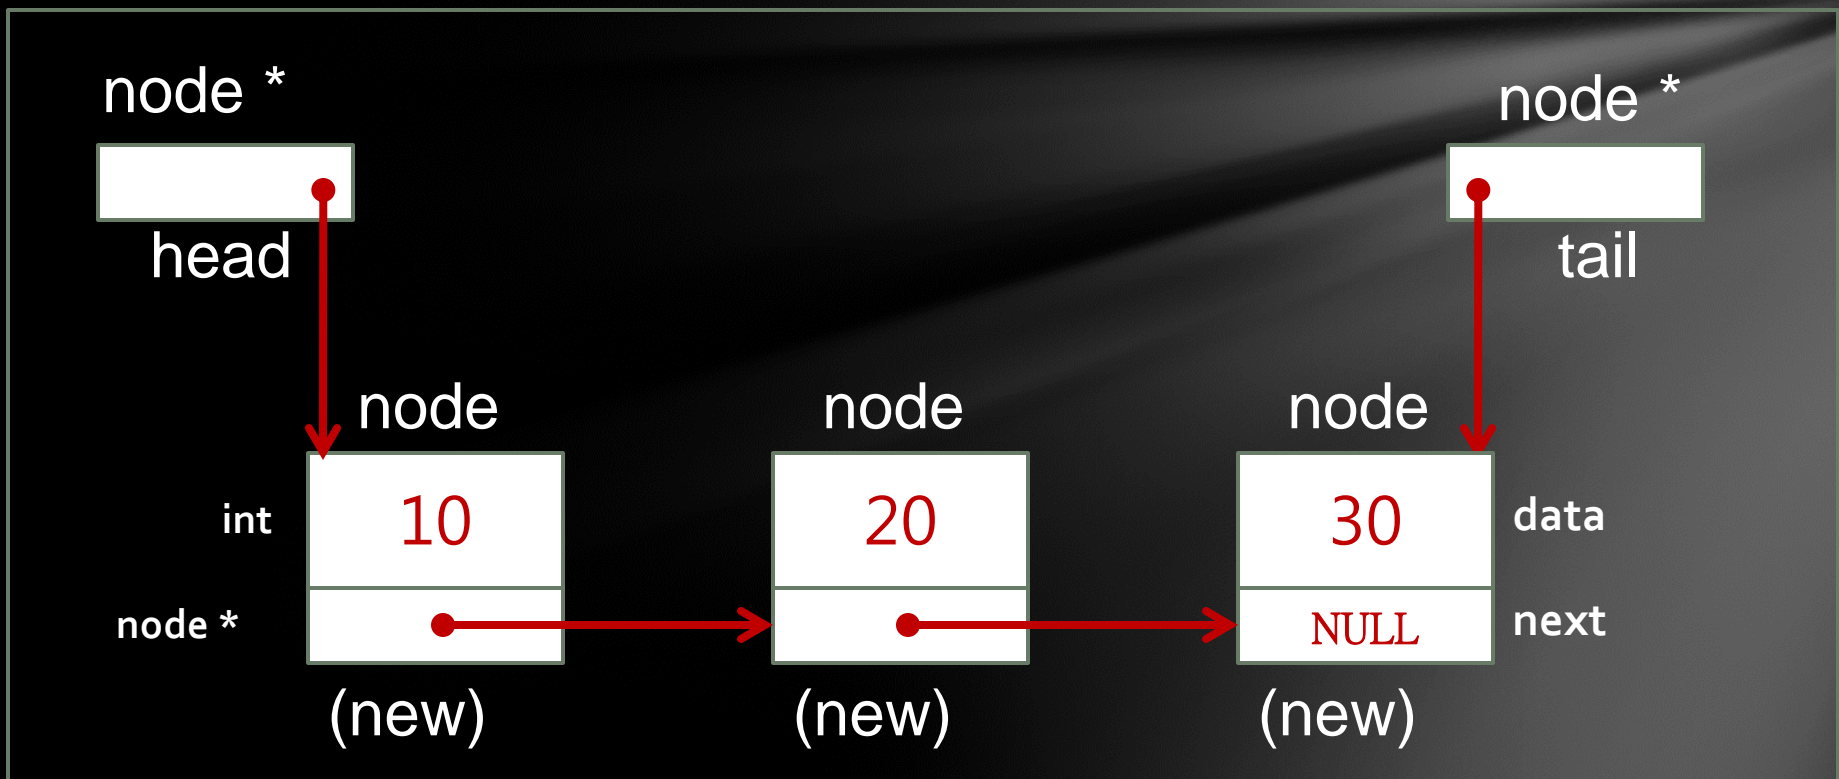 node *
node *
head
tail
node
node
node
int
10
20
30
data
node *
NULL
next
(new)
(new)
(new)